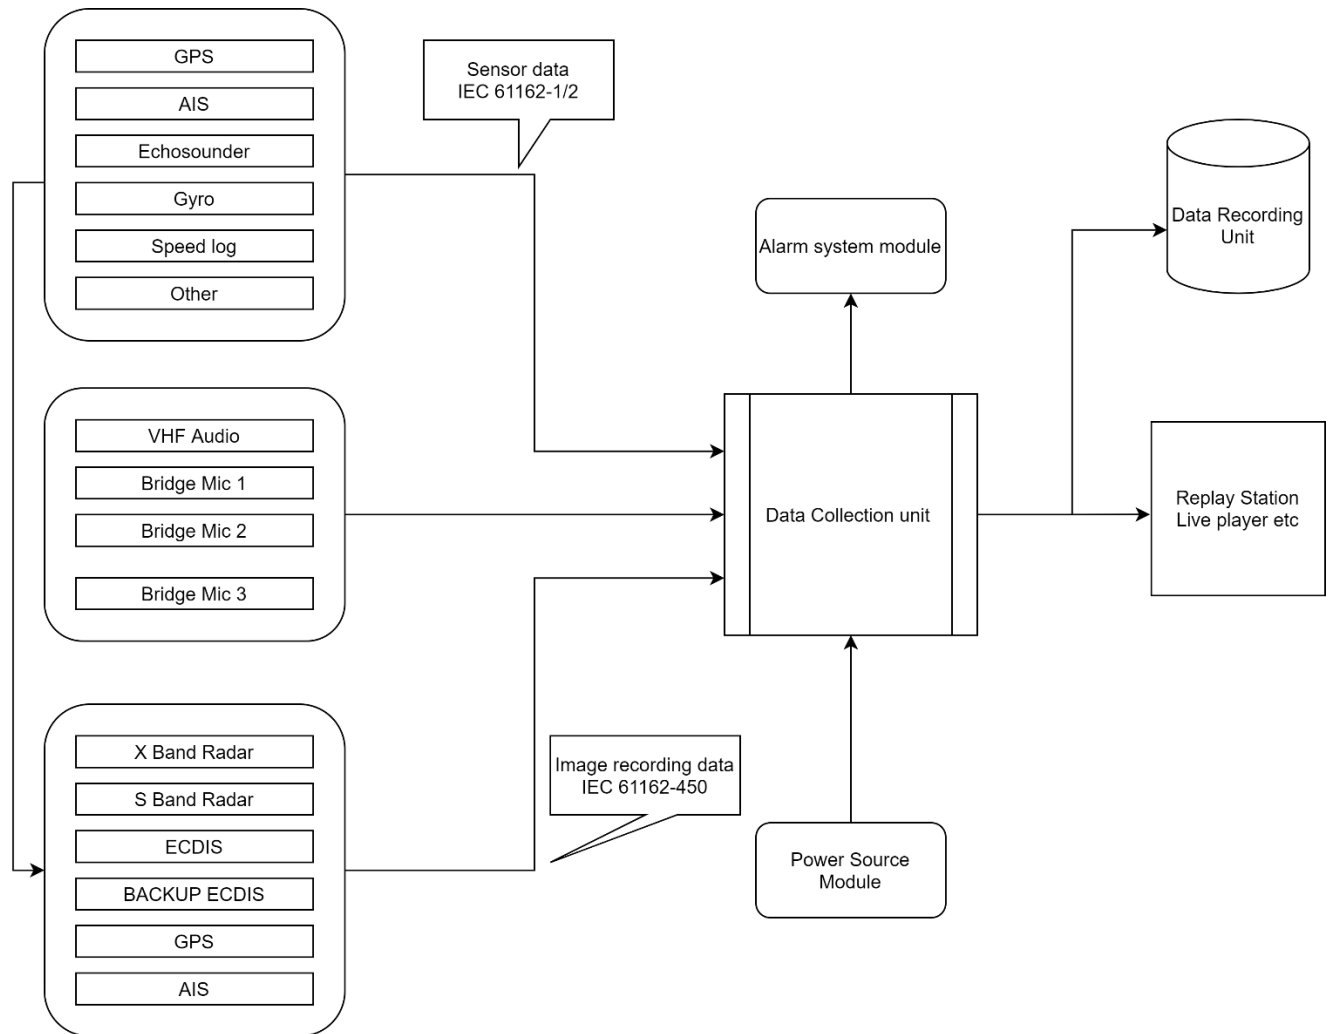 GPS
AIS
Echosounder
Gyro
Speed log
Other
Sensor data
IEC 61162-1/2
VHF Audio
Bridge Mic 1
Bridge Mic 2
Bridge Mic 3
X Band Radar
S Band Radar
ECDIS
BACKUP ECDIS
GPS
AIS
Image recording data
IEC 61162-450
Alarm system module
Data Collection unit
Power Source
Module
Data Recording
Unit
Replay Station
Live player etc